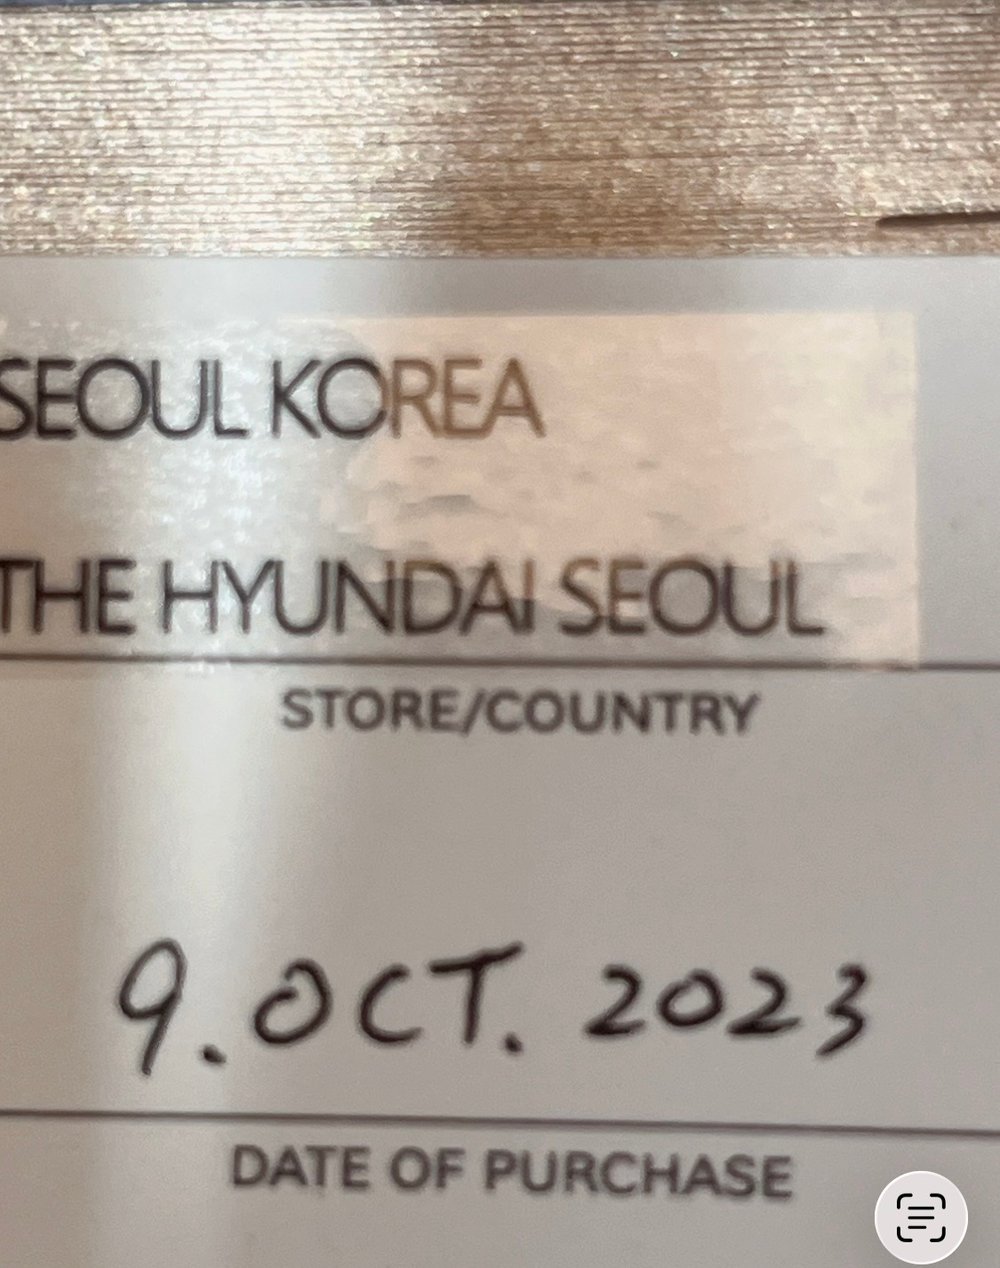 SEOUL KOREA
THE HYUNDAI SEOUL
STORE/COUNTRY
9. OCT. 2023
DATE OF PURCHASE